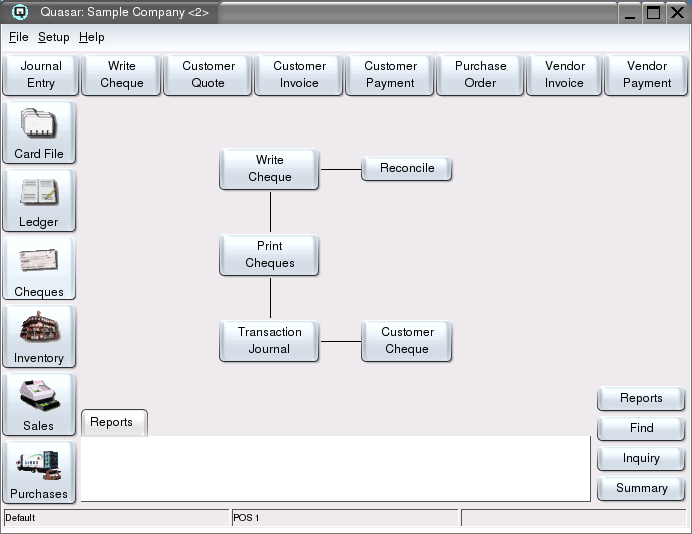 Quasar: Sample Company <2>
File Setup Help
Journal Entry
Write Cheque
Customer Quote
Customer Invoice
Customer Payment
Purchase Order
Vendor Invoice
Vendor Payment
Card File
Ledger
Cheques
Inventory
Sales
Purchases
Write
Cheque
Reconcile
Print
Cheques
Transaction
Journal
Customer
Cheque
Reports
Reports
Find
Inquiry
Summary
Default
POS 1